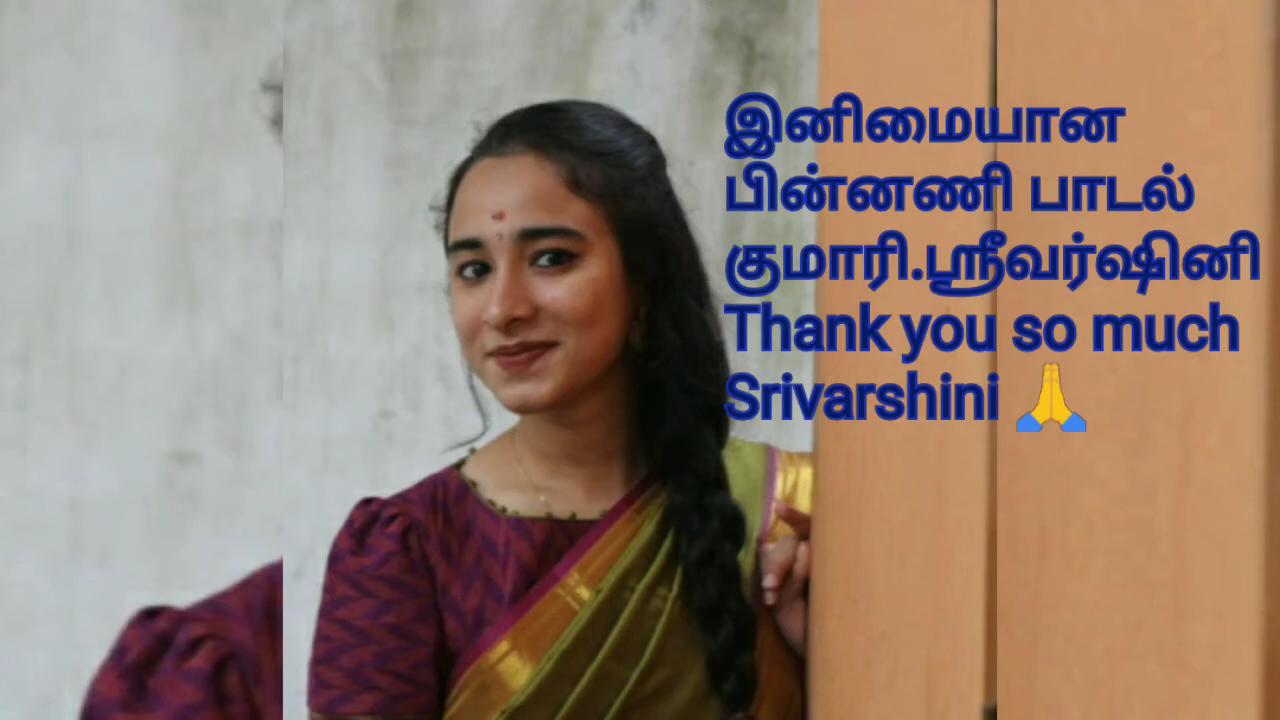 இனிமையான
பின்னணி பாடல்
குமாரி.ஸ்ரீவர்ஷினி
Thank you so much
Srivarshini 🙏